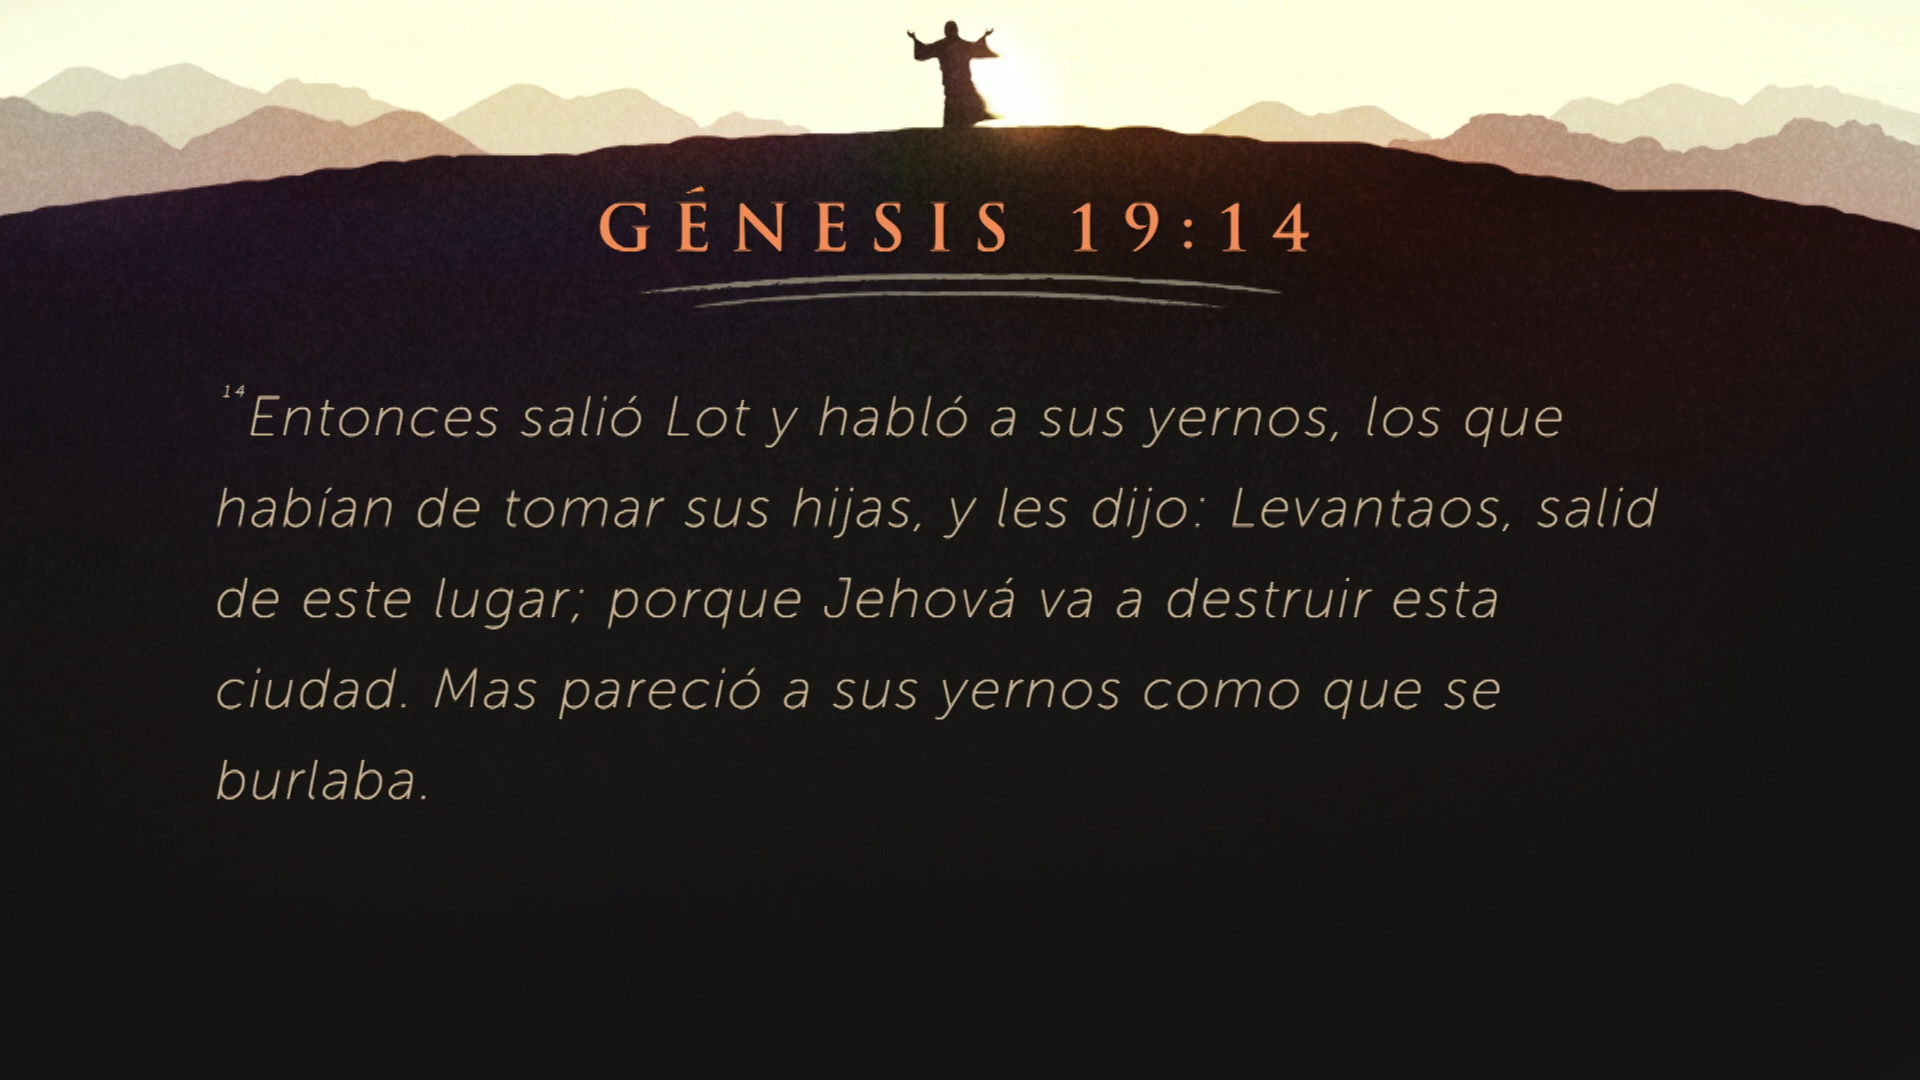 GÉNESIS 19:14
14Entonces salió Lot y habló a sus yernos, los que
habían de tomar sus hijas, y les dijo: Levantaos, salid
de este lugar; porque Jehová va a destruir esta
ciudad. Mas pareció a sus yernos como que se
burlaba.